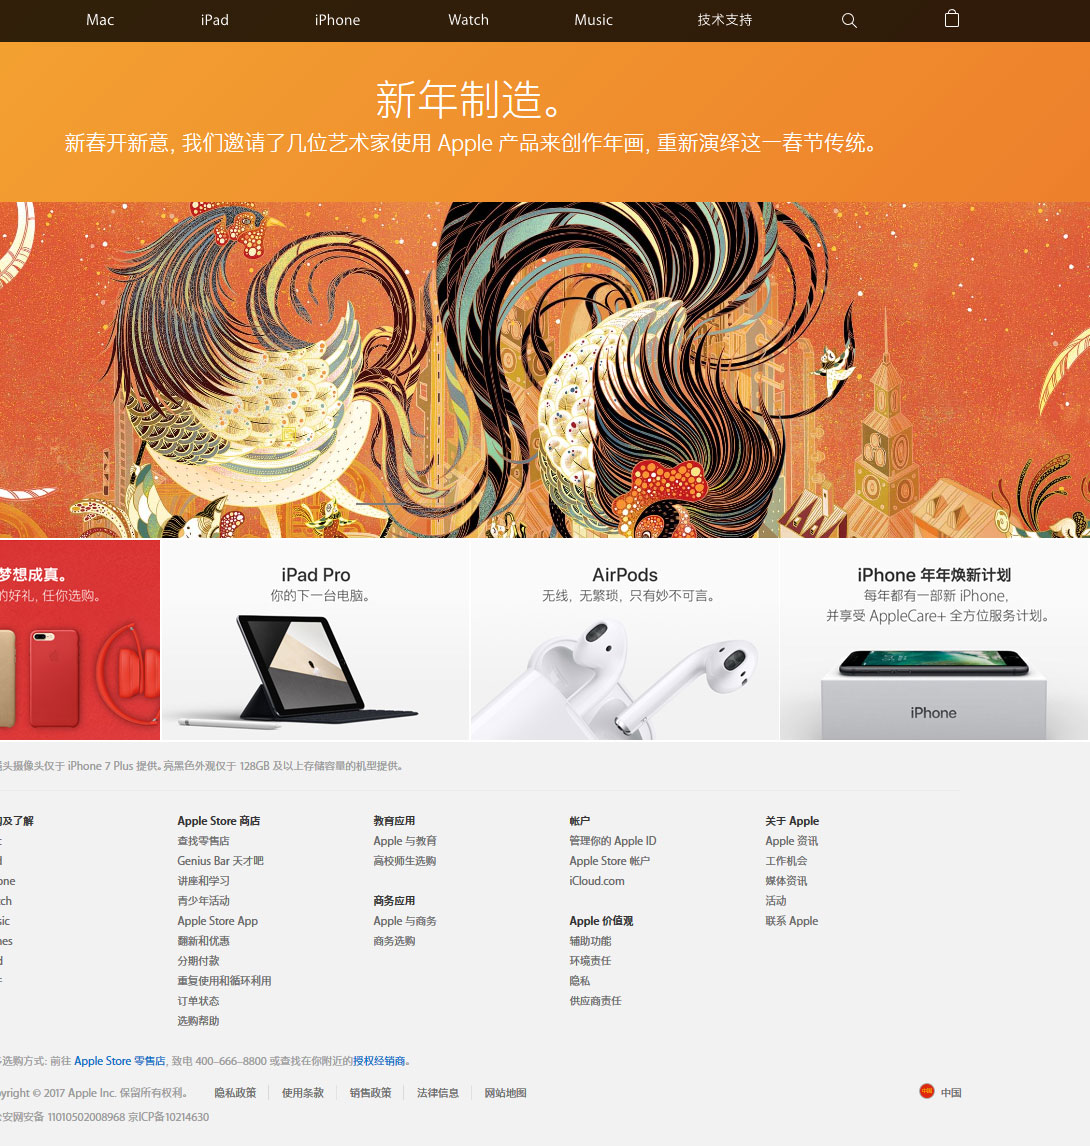 Mac iPad iPhone Watch Music 技术支持
新年制造。
新春开新意, 我们邀请了几位艺术家使用 Apple 产品来创作年画, 重新演绎这一春节传统。
梦想成真。
的好礼, 任你选购。
iPad Pro
你的下一台电脑。
AirPods
无线，无繁琐，只有妙不可言。
iPhone 年年焕新计划
每年都有一部新 iPhone,
并享受 AppleCare+ 全方位服务计划。
iPhone
头摄像头仅于 iPhone 7 Plus 提供。亮黑色外观仅于 128GB 及以上存储容量的机型提供。
及了解
Apple Store 商店
查找零售店
Genius Bar 天才吧
讲座和学习
青少年活动
Apple Store App
翻新和优惠
分期付款
重复使用和循环利用
订单状态
选购帮助
教育应用
Apple 与教育
高校师生选购
商务应用
Apple 与商务
商务选购
帐户
管理你的 Apple ID
Apple Store 帐户
iCloud.com
Apple 价值观
辅助功能
环境责任
隐私
供应商责任
关于 Apple
Apple 资讯
工作机会
媒体资讯
活动
联系 Apple
选购方式: 前往 Apple Store 零售店, 致电 400-666-8800 或查找在你附近的授权经销商。
yright © 2017 Apple Inc. 保留所有权利。 隐私政策 使用条款 销售政策 法律信息 网站地图 中国
安网安备 11010502008968 京ICP备10214630